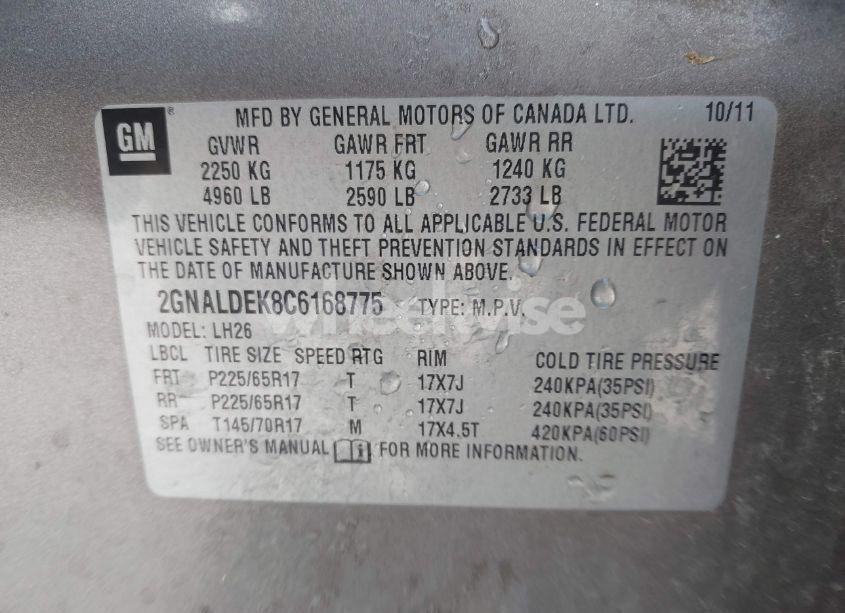 GM ® MFD BY GENERAL MOTORS OF CANADA LTD. 10/11
GVWR GAWR FRT GAWR RR
2250 KG 1175 KG 1240 KG
4960 LB 2590 LB 2733 LB
THIS VEHICLE CONFORMS TO ALL APPLICABLE U.S. FEDERAL MOTOR
VEHICLE SAFETY AND THEFT PREVENTION STANDARDS IN EFFECT ON
THE DATE OF MANUFACTURE SHOWN ABOVE.
2GNALDEK8C6168775 TYPE: M.P.V.
wheelwise
MODEL: LH26
LBCL TIRE SIZE SPEED RTG RIM COLD TIRE PRESSURE
FRT P225/65R17 T 17X7J 240KPA(35PSI)
RR P225/65R17 T 17X7J 240KPA(35PSI)
SPA T145/70R17 M 17X4.5T 420KPA(60PSI)
SEE OWNER'S MANUAL FOR MORE INFORMATION.